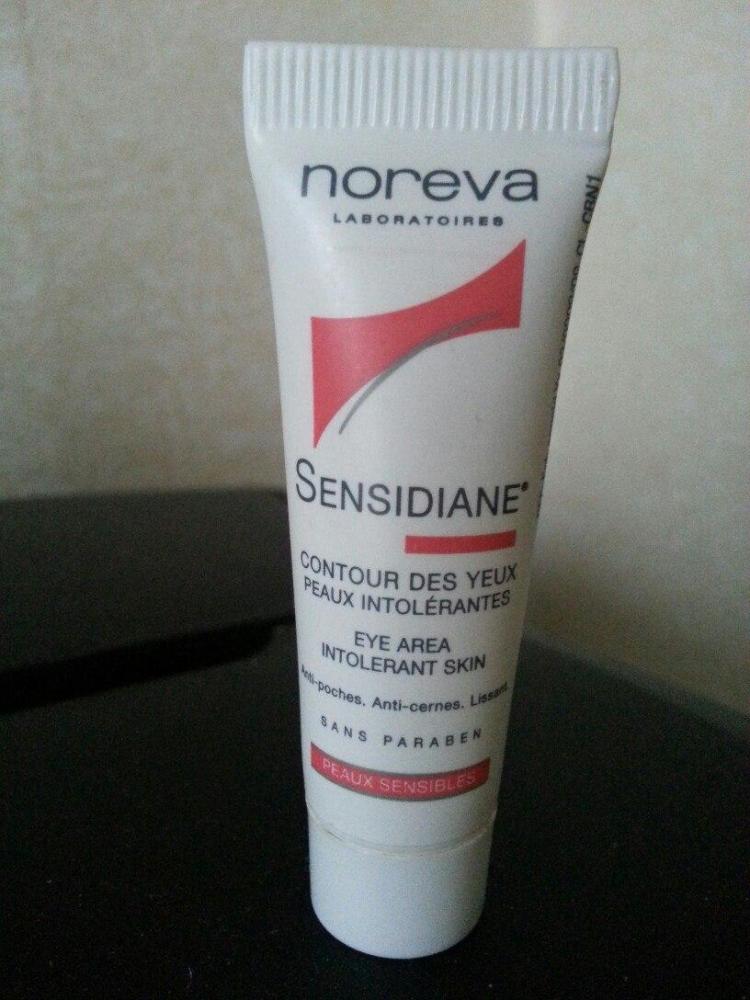 noreva
LABORATOIRES
SENSIDIANE®
CONTOUR DES YEUX
PEAUX INTOLÉRANTES
EYE AREA
INTOLERANT SKIN
Anti-poches. Anti-cernes. Lissant.
SANS PARABEN
PEAUX SENSIBLES